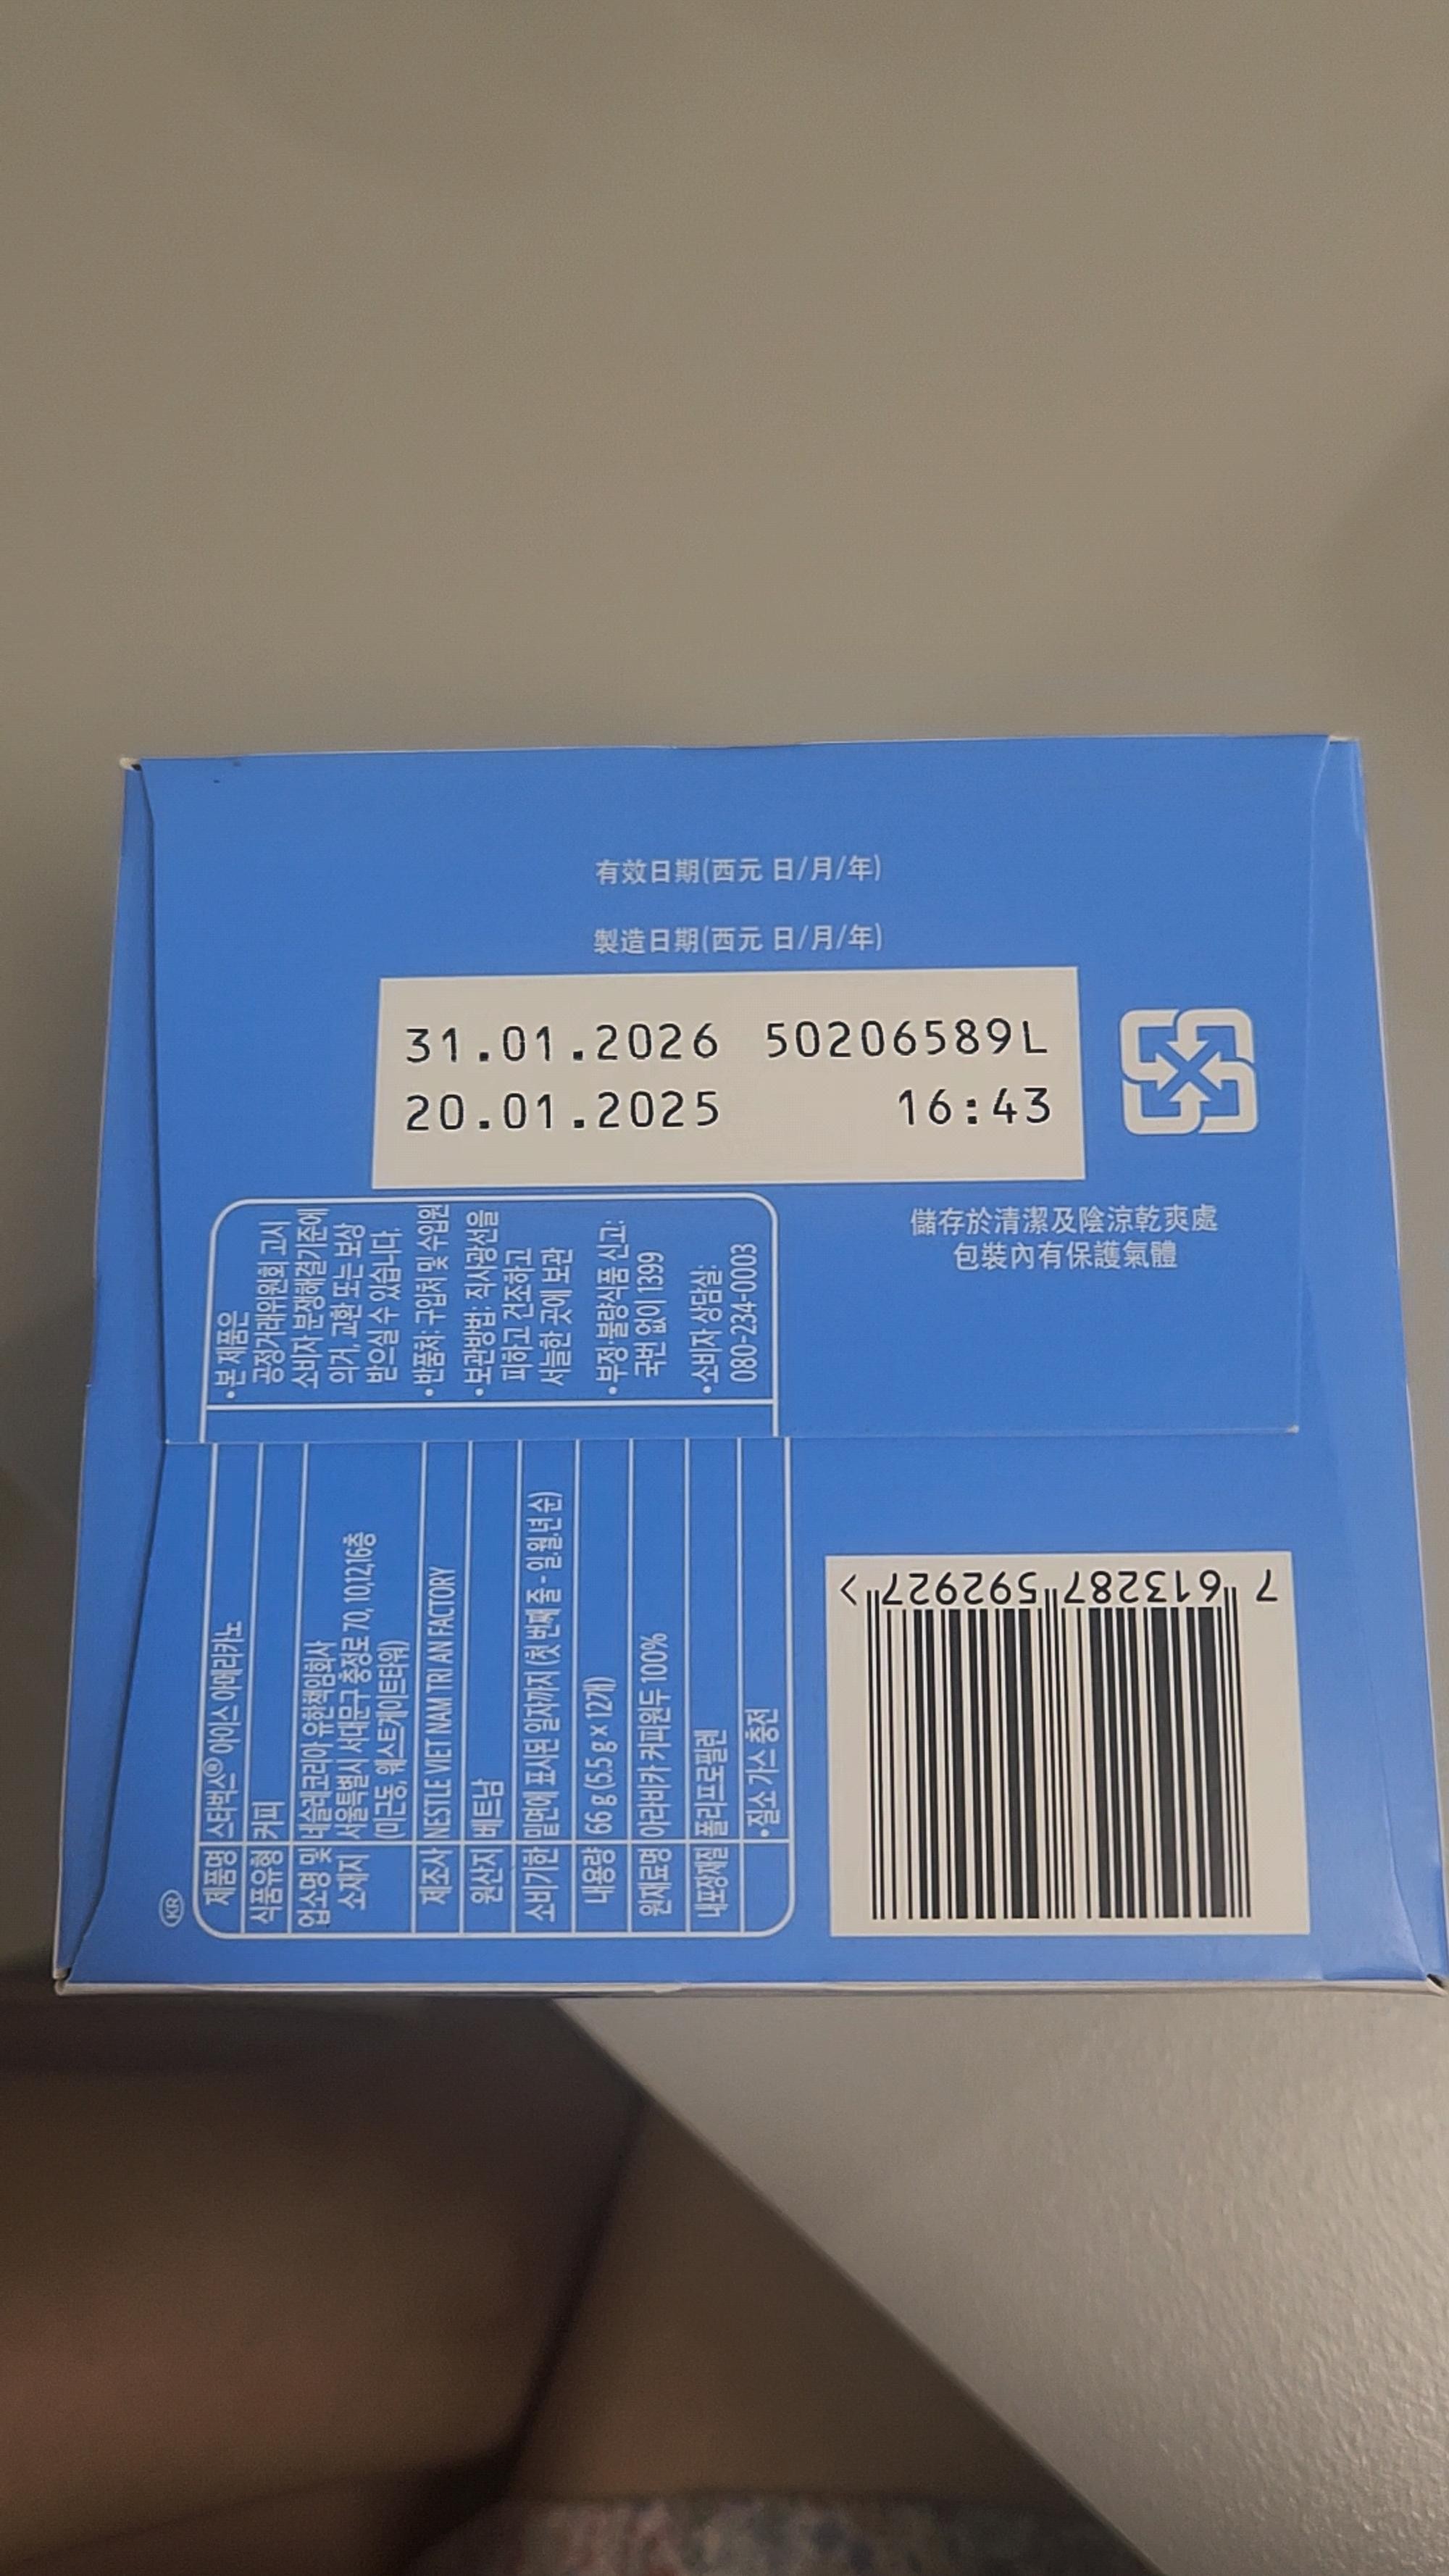 有效日期(西元 日/月/年)
製造日期(西元 日/月/年)
31.01.2026 50206589L
20.01.2025 16:43
儲存於清潔及陰涼乾爽處
包裝內有保護氣體
•본 제품은
공정거래위원회 고시
소비자 분쟁해결기준에
의거, 교환 또는 보상
받으실 수 있습니다.
•반품처: 구입처 및 수입원
•보관방법: 직사광선을
피하고 건조하고
서늘한 곳에 보관
•부정·불량식품 신고:
국번 없이 1399
•소비자 상담실:
080-234-0003
KR
제품명 스타벅스® 아이스 아메리카노
식품유형 커피
업소명 및 네슬레코리아 유한책임회사
소재지 서울특별시 서대문구 충정로 70, 10,12,16층
(미근동, 웨스트게이트타워)
제조사 NESTLE VIET NAM TRI AN FACTORY
원산지 베트남
소비기한 밑면에 표시된 일자까지 (첫 번째 줄 - 일.월.년 순)
내용량 66 g (5.5 g x 12개)
원재료명 아라비카 커피원두 100%
내포장재질 폴리프로필렌
•질소 가스 충전
7 613287 592927 >